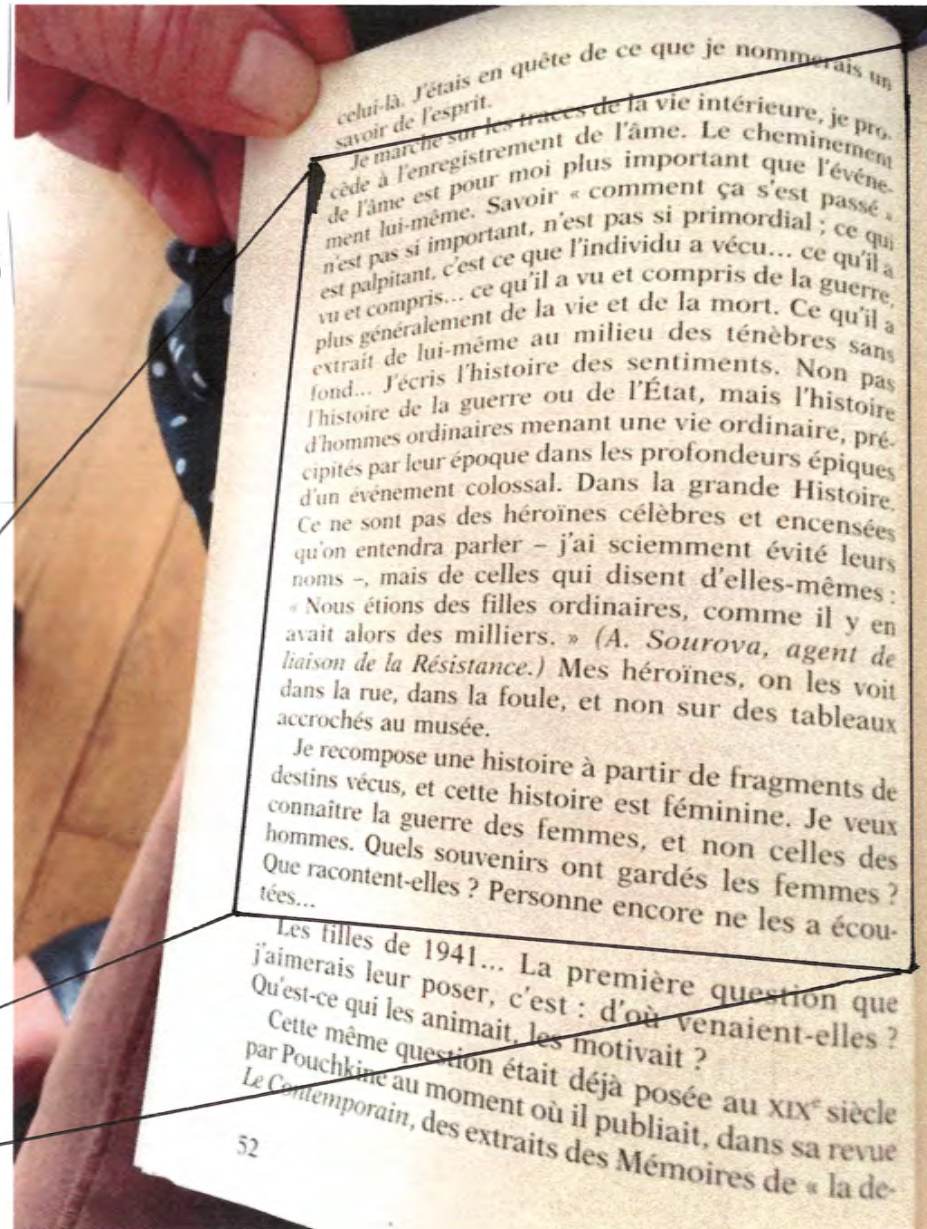 celui-là. J'étais en quête de ce que je nommerais un
savoir de l'esprit.
Je marche sur les traces de la vie intérieure, je pro-
cède à l'enregistrement de l'âme. Le cheminement
de l'âme est pour moi plus important que l'événe-
ment lui-même. Savoir « comment ça s'est passé »
n'est pas si important, n'est pas si primordial ; ce qui
est palpitant, c'est ce que l'individu a vécu... ce qu'il a
vu et compris... ce qu'il a vu et compris de la guerre,
plus généralement de la vie et de la mort. Ce qu'il a
extrait de lui-même au milieu des ténèbres sans
fond... J'écris l'histoire des sentiments. Non pas
l'histoire de la guerre ou de l'État, mais l'histoire
d'hommes ordinaires menant une vie ordinaire, pré-
cipités par leur époque dans les profondeurs épiques
d'un événement colossal. Dans la grande Histoire.
Ce ne sont pas des héroïnes célèbres et encensées
qu'on entendra parler – j'ai sciemment évité leurs
noms –, mais de celles qui disent d'elles-mêmes :
« Nous étions des filles ordinaires, comme il y en
avait alors des milliers. » (A. Sourova, agent de
liaison de la Résistance.) Mes héroïnes, on les voit
dans la rue, dans la foule, et non sur des tableaux
accrochés au musée.
Je recompose une histoire à partir de fragments de
destins vécus, et cette histoire est féminine. Je veux
connaître la guerre des femmes, et non celles des
hommes. Quels souvenirs ont gardés les femmes ?
Que racontent-elles ? Personne encore ne les a écou-
tées...
Les filles de 1941... La première question que
j'aimerais leur poser, c'est : d'où venaient-elles ?
Qu'est-ce qui les animait, les motivait ?
Cette même question était déjà posée au XIXe siècle
par Pouchkine au moment où il publiait, dans sa revue
Le Contemporain, des extraits des Mémoires de « la de-
52